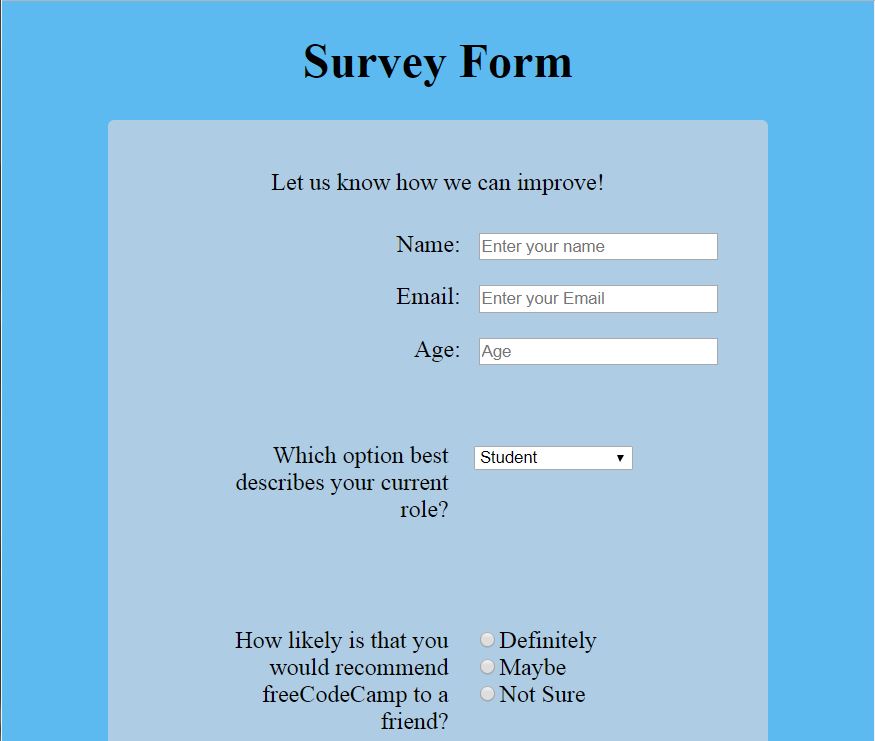 Survey Form
Let us know how we can improve!
Name: Enter your name
Email: Enter your Email
Age: Age
Which option best Student
describes your current
role?
How likely is that you Definitely
would recommend Maybe
freeCodeCamp to a Not Sure
friend?